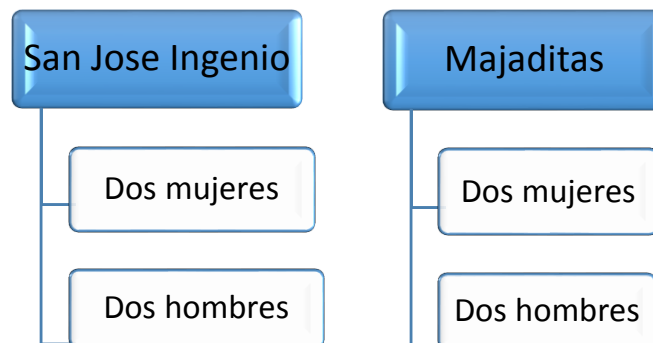 San Jose Ingenio
Dos mujeres
Dos hombres
Majaditas
Dos mujeres
Dos hombres